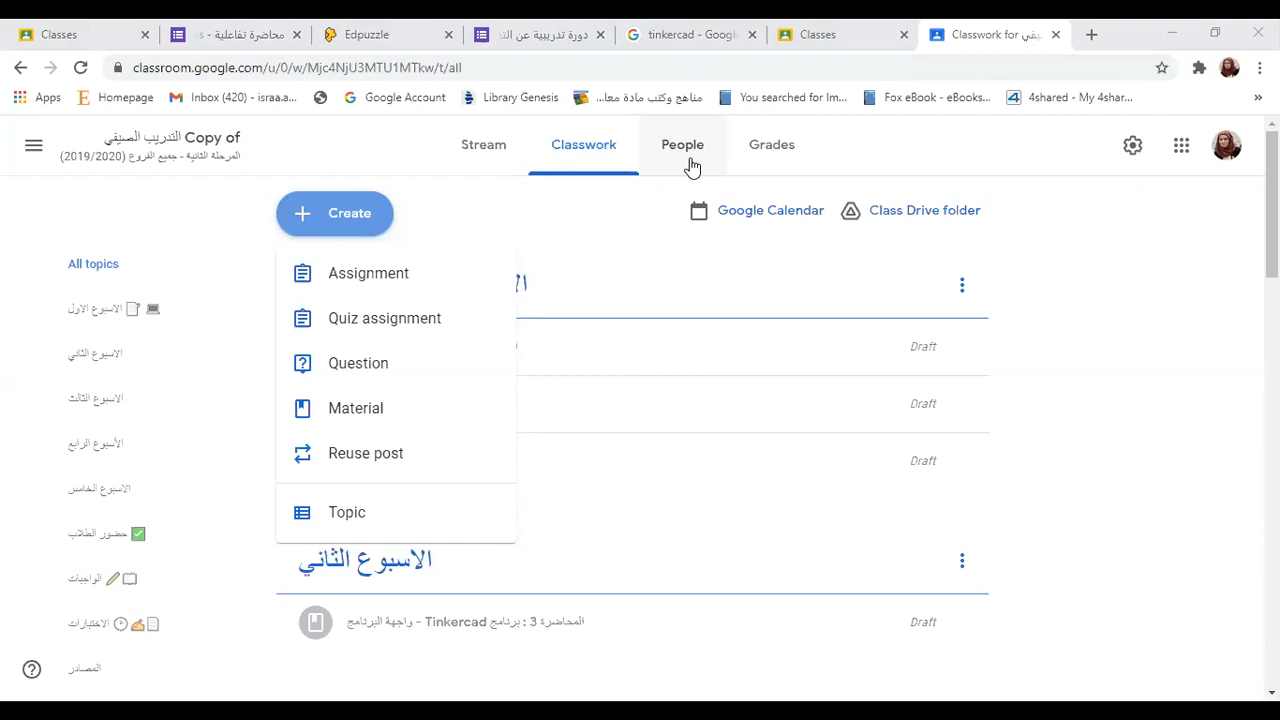 Classes
محاضرة تفاعلية - s
Edpuzzle
دورة تدريبية عن الت
tinkercad - Googl
Classes
Classwork for يفي
classroom.google.com/u/0/w/Mjc4NjU3MTU1MTkw/t/all
Apps
Homepage
Inbox (420) - israa.a...
Google Account
Library Genesis
مناهج وكتب مادة معا...
You searched for Im...
Fox eBook - eBooks...
4shared - My 4shar...
»
Copy of التدريب الصيفي
المرحلة الثانية - جميع الفروع (2019/2020)
Stream
Classwork
People
Grades
Create
Google Calendar
Class Drive folder
All topics
الاسبوع الاول
الاسبوع الثاني
الاسبوع الثالث
الأسبوع الرابع
الاسبوع الخامس
حضور الطلاب
الواجبات
الاختبارات
المصادر
Assignment
Quiz assignment
Question
Material
Reuse post
Topic
Draft
Draft
Draft
الاسبوع الثاني
المحاضرة 3 : برنامج Tinkercad - واجهة البرنامج
Draft